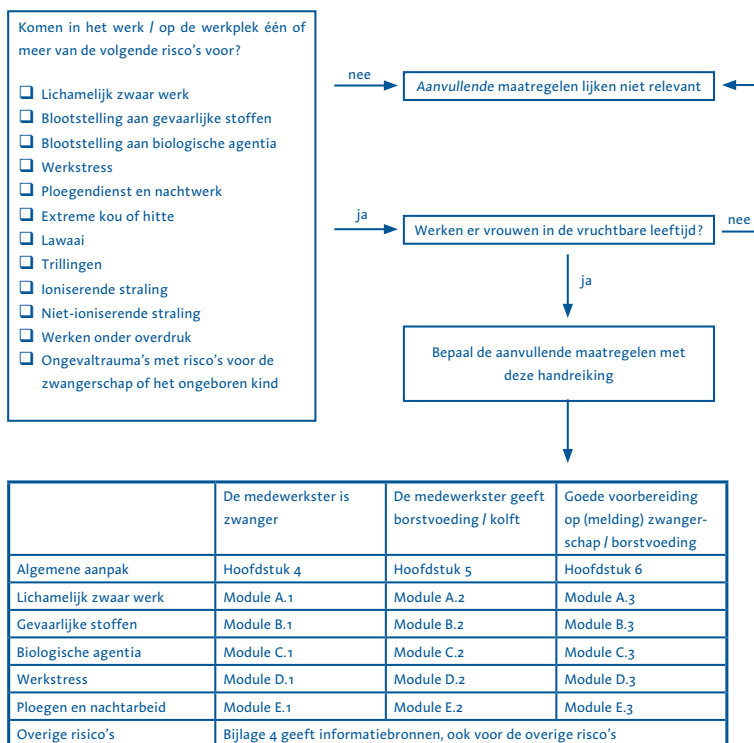 Komen in het werk / op de werkplek één of
meer van de volgende risico's voor?
❑ Lichamelijk zwaar werk
❑ Blootstelling aan gevaarlijke stoffen
❑ Blootstelling aan biologische agentia
❑ Werkstress
❑ Ploegendienst en nachtwerk
❑ Extreme kou of hitte
❑ Lawaai
❑ Trillingen
❑ Ioniserende straling
❑ Niet-ioniserende straling
❑ Werken onder overdruk
❑ Ongevaltrauma's met risico's voor de
zwangerschap of het ongeboren kind
nee
Aanvullende maatregelen lijken niet relevant
ja
Werken er vrouwen in de vruchtbare leeftijd?
nee
ja
Bepaal de aanvullende maatregelen met
deze handreiking
De medewerkster is
zwanger
De medewerkster geeft
borstvoeding / kolft
Goede voorbereiding
op (melding) zwanger-
schap / borstvoeding
Algemene aanpak Hoofdstuk 4 Hoofdstuk 5 Hoofdstuk 6
Lichamelijk zwaar werk Module A.1 Module A.2 Module A.3
Gevaarlijke stoffen Module B.1 Module B.2 Module B.3
Biologische agentia Module C.1 Module C.2 Module C.3
Werkstress Module D.1 Module D.2 Module D.3
Ploegen en nachtarbeid Module E.1 Module E.2 Module E.3
Overige risico's Bijlage 4 geeft informatiebronnen, ook voor de overige risco's